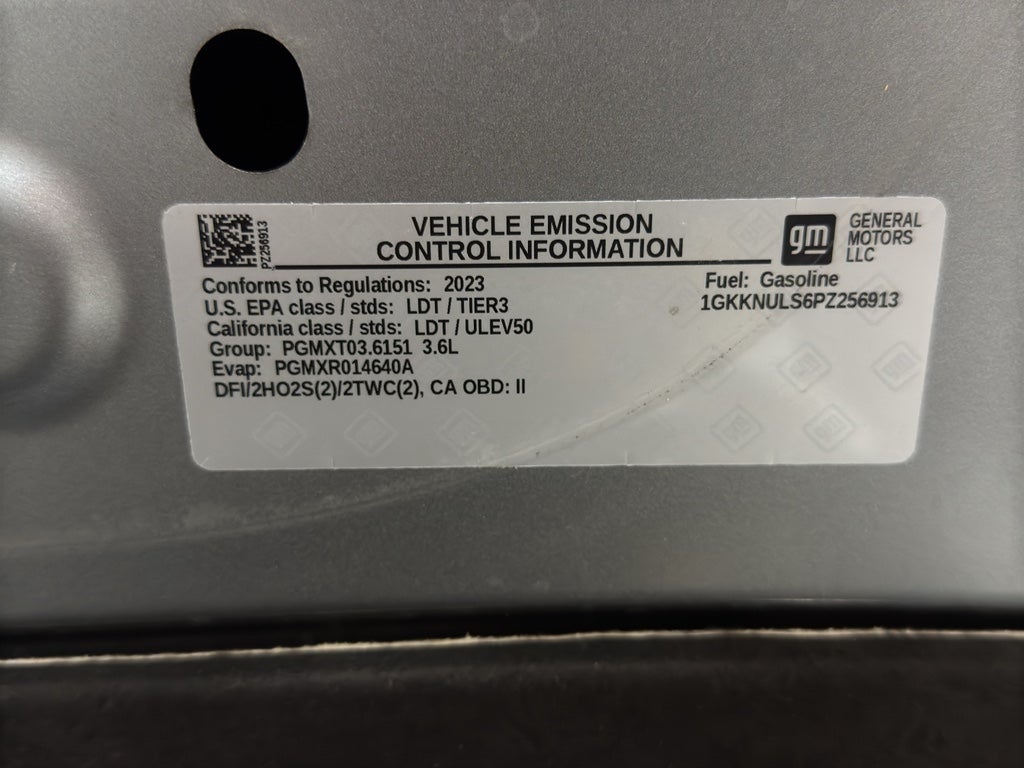 PZ256913
VEHICLE EMISSION
CONTROL INFORMATION
gm
GENERAL
MOTORS
LLC
Conforms to Regulations: 2023
U.S. EPA class / stds: LDT / TIER3
California class / stds: LDT / ULEV50
Group: PGMXT03.6151 3.6L
Evap: PGMXR014640A
DFI/2HO2S(2)/2TWC(2), CA OBD: II
Fuel: Gasoline
1GKKNULS6PZ256913